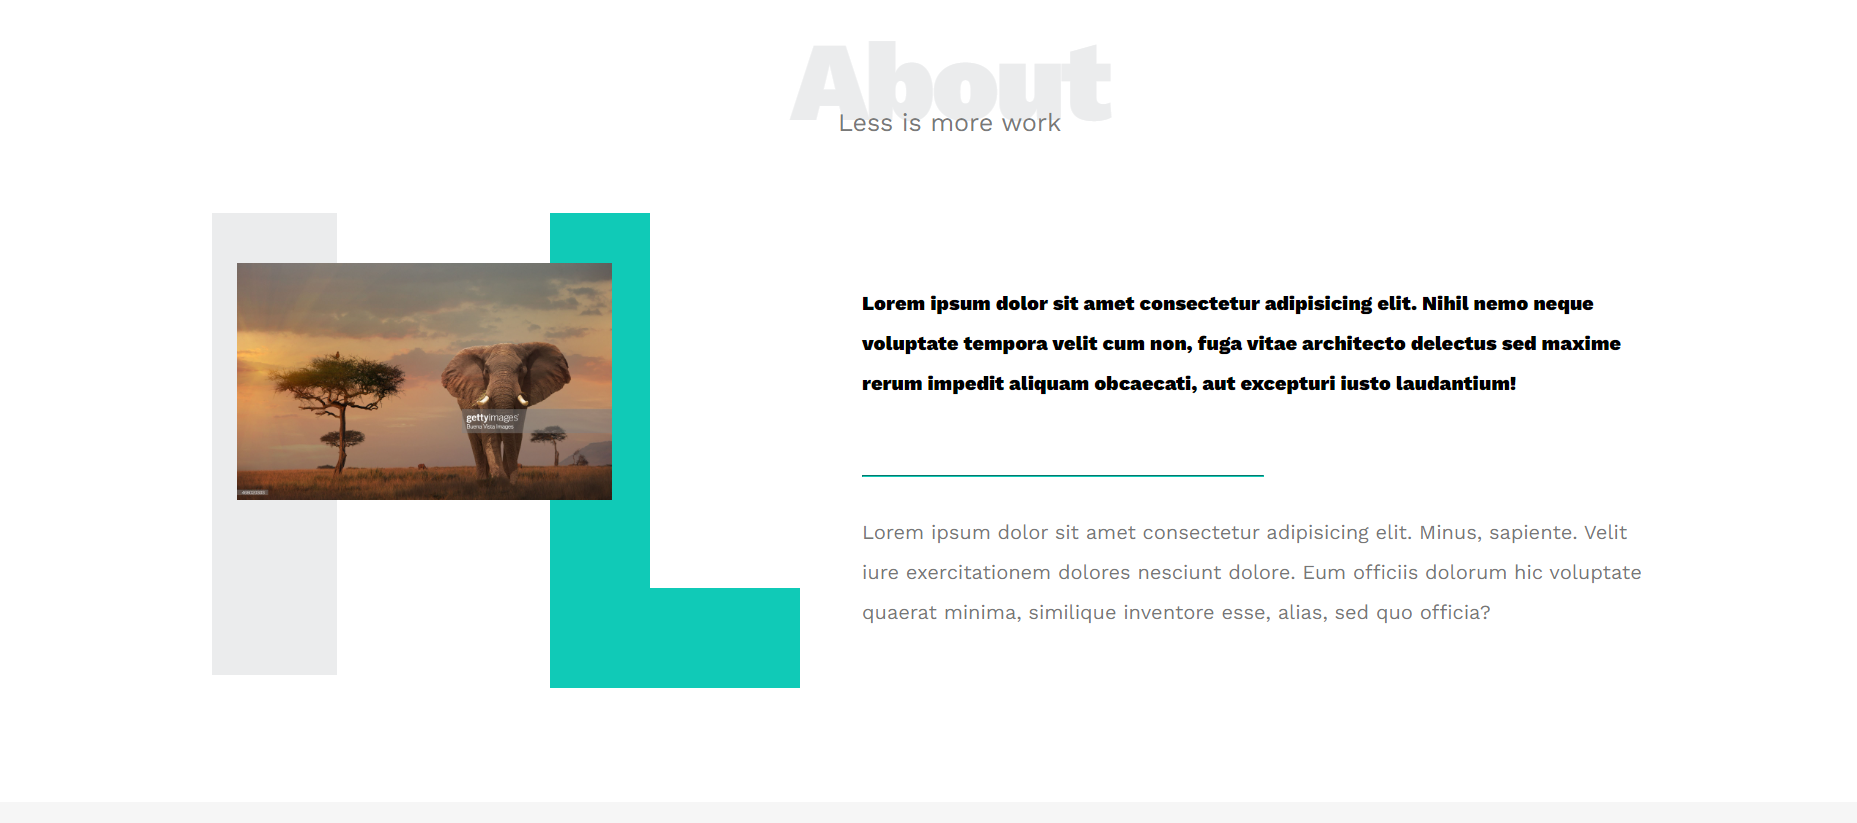 About
Less is more work
Lorem ipsum dolor sit amet consectetur adipisicing elit. Nihil nemo neque
voluptate tempora velit cum non, fuga vitae architecto delectus sed maxime
rerum impedit aliquam obcaecati, aut excepturi iusto laudantium!
gettyimages
Buena Vista Images
Lorem ipsum dolor sit amet consectetur adipisicing elit. Minus, sapiente. Velit
iure exercitationem dolores nesciunt dolore. Eum officiis dolorum hic voluptate
quaerat minima, similique inventore esse, alias, sed quo officia?